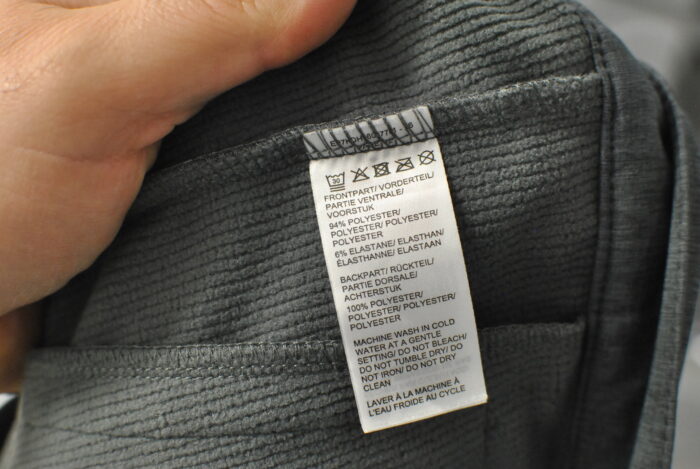 30
FRONTPART/ VORDERTEIL/
PARTIE VENTRALE/
VOORSTUK
94% POLYESTER/
POLYESTER/ POLYESTER/
POLYESTER
6% ELASTANE/ ELASTHAN/
ÉLASTHANNE/ ELASTAAN
BACKPART/ RÜCKTEIL/
PARTIE DORSALE/
ACHTERSTUK
100% POLYESTER/
POLYESTER/ POLYESTER/
POLYESTER
MACHINE WASH IN COLD
WATER AT A GENTLE
SETTING/ DO NOT BLEACH/
DO NOT TUMBLE DRY/ DO
NOT IRON/ DO NOT DRY
CLEAN
LAVER À LA MACHINE À
L'EAU FROIDE AU CYCLE